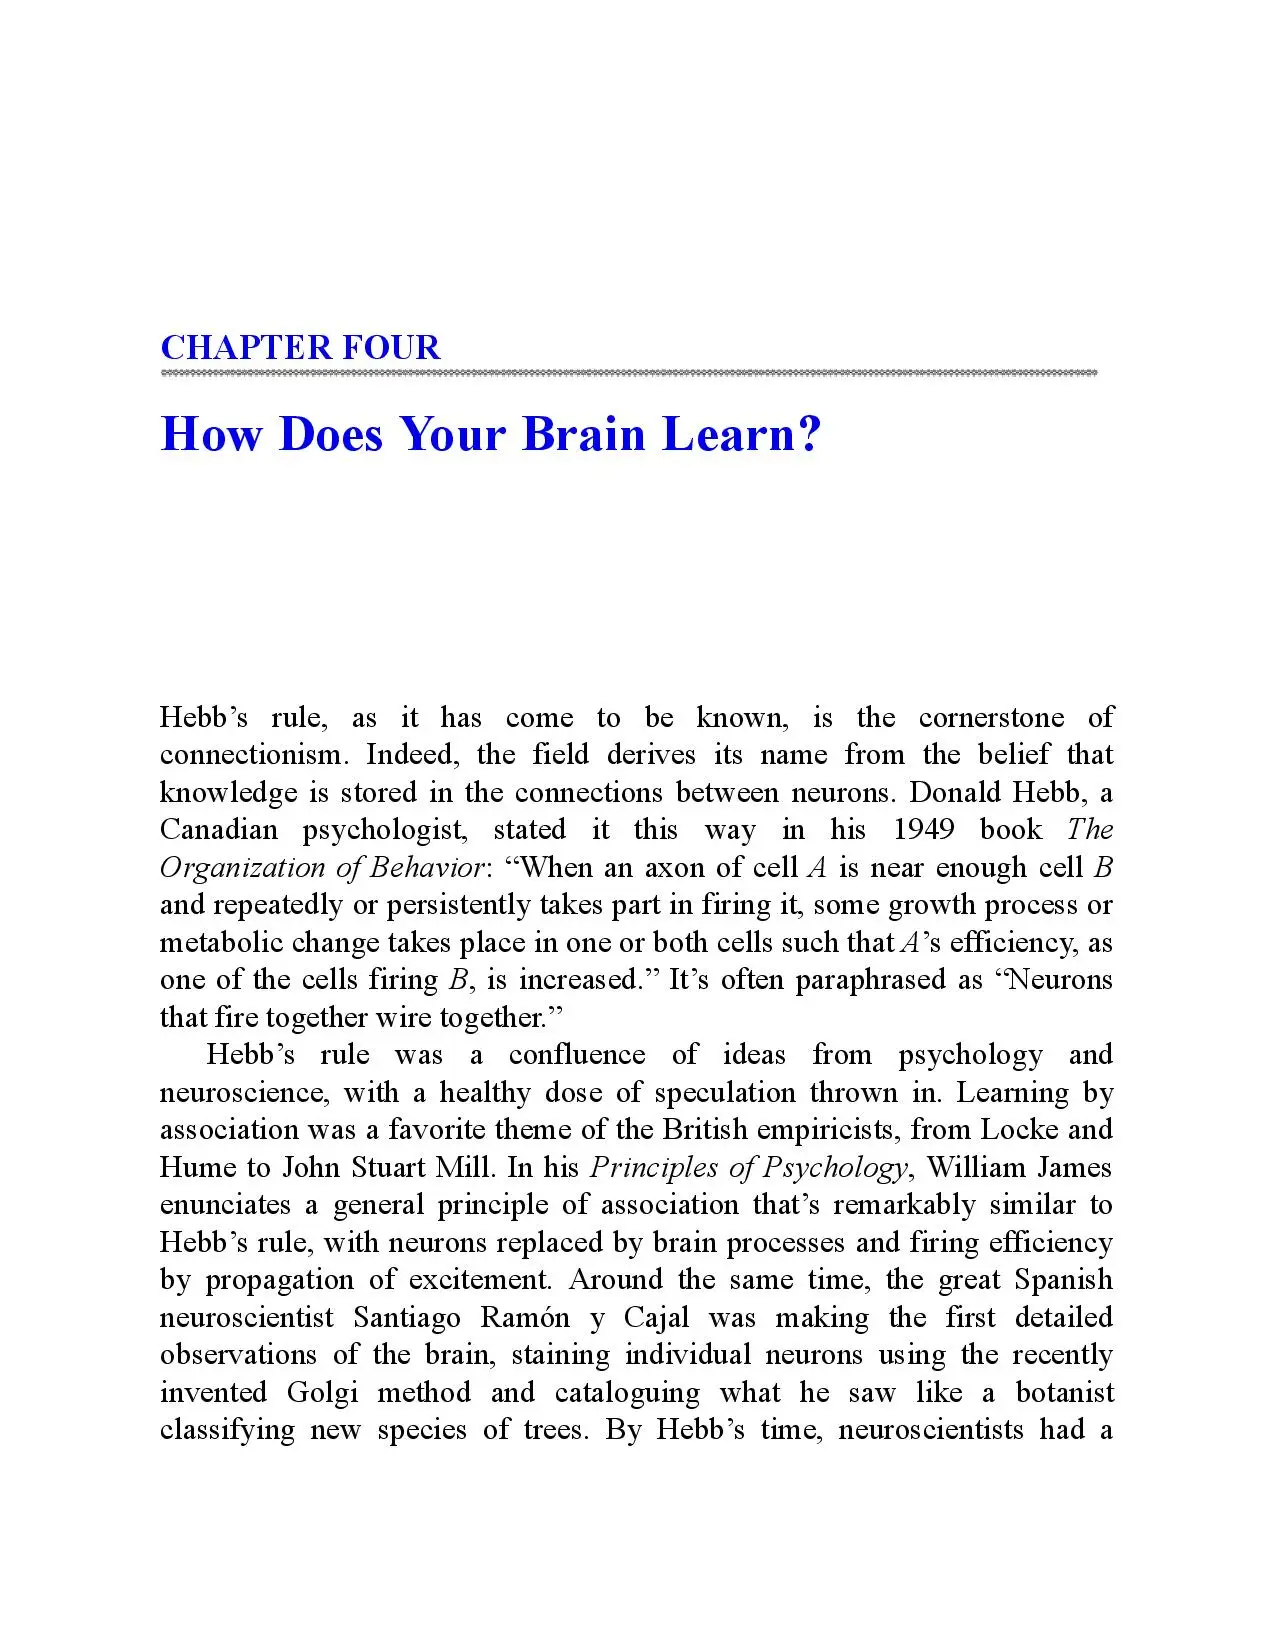 CHAPTER FOUR
How Does Your Brain Learn?
Hebb’s rule, as it has come to be known, is the cornerstone of
connectionism. Indeed, the field derives its name from the belief that
knowledge is stored in the connections between neurons. Donald Hebb, a
Canadian psychologist, stated it this way in his 1949 book The
Organization of Behavior: “When an axon of cell A is near enough cell B
and repeatedly or persistently takes part in firing it, some growth process or
metabolic change takes place in one or both cells such that A’s efficiency, as
one of the cells firing B, is increased.” It’s often paraphrased as “Neurons
that fire together wire together.”
Hebb’s rule was a confluence of ideas from psychology and
neuroscience, with a healthy dose of speculation thrown in. Learning by
association was a favorite theme of the British empiricists, from Locke and
Hume to John Stuart Mill. In his Principles of Psychology, William James
enunciates a general principle of association that’s remarkably similar to
Hebb’s rule, with neurons replaced by brain processes and firing efficiency
by propagation of excitement. Around the same time, the great Spanish
neuroscientist Santiago Ramón y Cajal was making the first detailed
observations of the brain, staining individual neurons using the recently
invented Golgi method and cataloguing what he saw like a botanist
classifying new species of trees. By Hebb’s time, neuroscientists had a